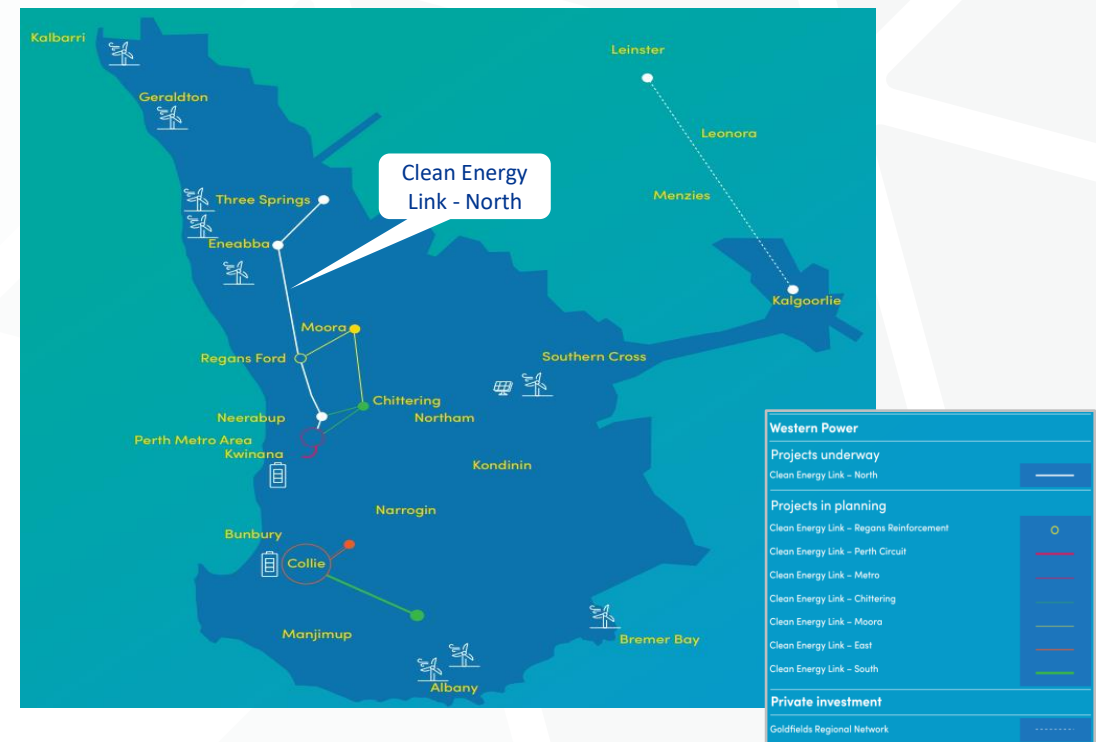 Kalbarri
Leinster
Geraldton
Leonora
Clean Energy
Link - North
Three Springs
Menzies
Eneabba
Kalgoorlie
Moora
Regans Ford
Southern Cross
Chittering
Neerabup
Northam
Perth Metro Area
Kwinana
Kondinin
Narrogin
Bunbury
Collie
Manjimup
Bremer Bay
Albany
Western Power
Projects underway
Clean Energy Link – North
Projects in planning
Clean Energy Link – Regans Reinforcement
Clean Energy Link – Perth Circuit
Clean Energy Link – Metro
Clean Energy Link – Chittering
Clean Energy Link – Moora
Clean Energy Link – East
Clean Energy Link – South
Private investment
Goldfields Regional Network